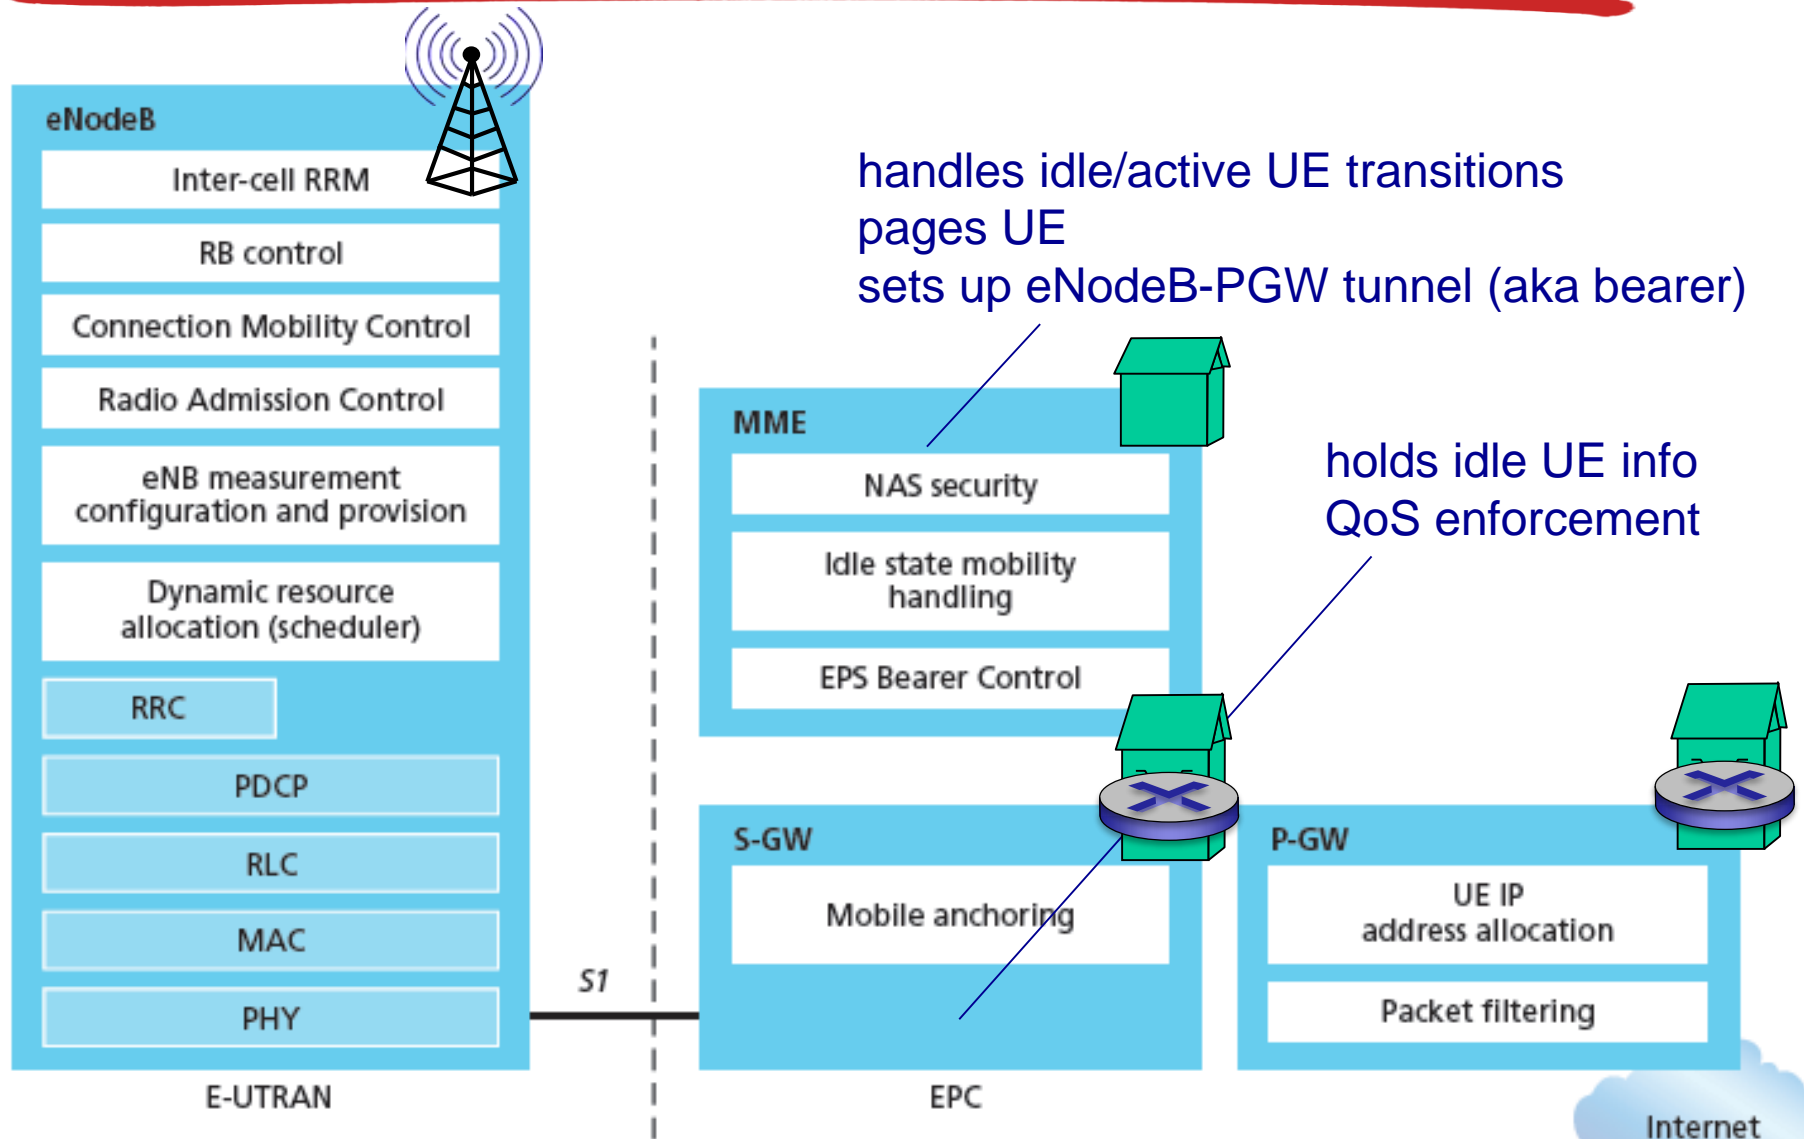 eNodeB
Inter-cell RRM
RB control
Connection Mobility Control
Radio Admission Control
eNB measurement
configuration and provision
Dynamic resource
allocation (scheduler)
RRC
PDCP
RLC
MAC
PHY
E-UTRAN
S1
handles idle/active UE transitions
pages UE
sets up eNodeB-PGW tunnel (aka bearer)
MME
NAS security
Idle state mobility
handling
EPS Bearer Control
holds idle UE info
QoS enforcement
S-GW
Mobile anchoring
EPC
P-GW
UE IP
address allocation
Packet filtering
Internet